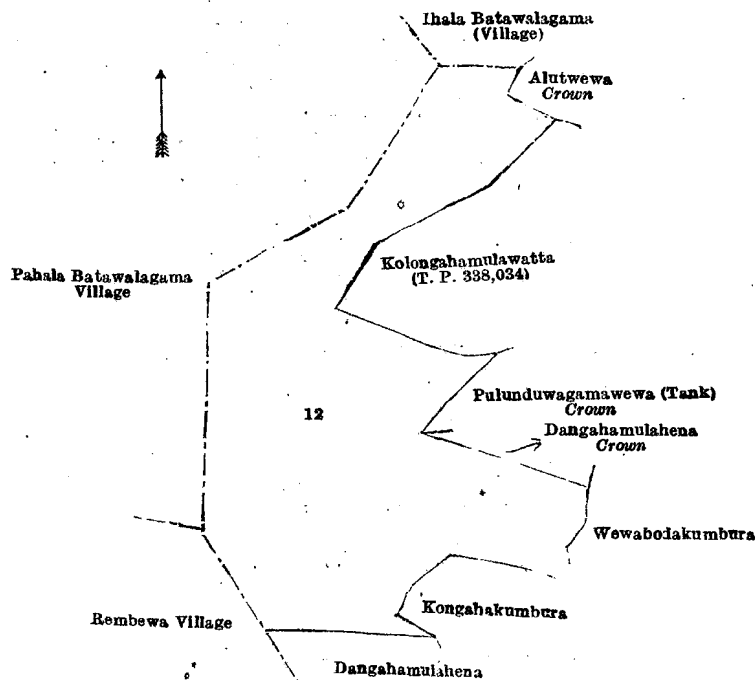 Ihala Batawalagama
(Village)
Alutwewa
Crown
Kolongahamulawatta
(T. P. 338,034)
Pahala Batawalagama
Village
12
Pulunduwagamawewa (Tank)
Crown
Dangahamulahena
Crown
Wewabodakumbura
Kongahakumbura
Rembewa Village
Dangahamulahena